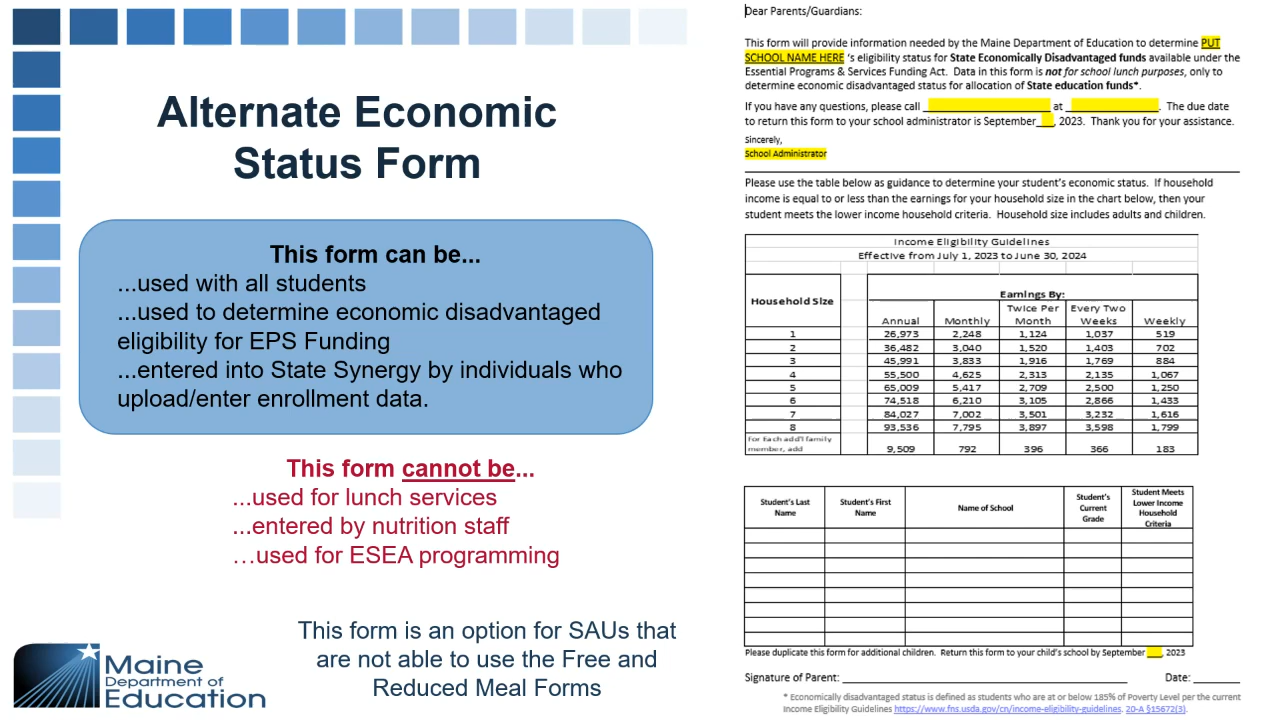 Alternate Economic
Status Form
This form can be...
...used with all students
...used to determine economic disadvantaged
eligibility for EPS Funding
...entered into State Synergy by individuals who
upload/enter enrollment data.
This form cannot be...
...used for lunch services
...entered by nutrition staff
...used for ESEA programming
This form is an option for SAUs that
are not able to use the Free and
Reduced Meal Forms
Maine
Department of
Education
Dear Parents/Guardians:
This form will provide information needed by the Maine Department of Education to determine PUT
SCHOOL NAME HERE 's eligibility status for State Economically Disadvantaged funds available under the
Essential Programs & Services Funding Act. Data in this form is not for school lunch purposes, only to
determine economic disadvantaged status for allocation of State education funds*.
If you have any questions, please call ____ at ____. The due date
to return this form to your school administrator is September __, 2023. Thank you for your assistance.
Sincerely,
School Administrator
Please use the table below as guidance to determine your student's economic status. If household
income is equal to or less than the earnings for your household size in the chart below, then your
student meets the lower income household criteria. Household size includes adults and children.
Income Eligibility Guidelines
Effective from July 1, 2023 to June 30, 2024
Household Size Earnings By:
Annual Monthly Twice Per Month Every Two Weeks Weekly
1 26,973 2,248 1,124 1,037 519
2 36,482 3,040 1,520 1,403 702
3 45,991 3,833 1,916 1,769 884
4 55,500 4,625 2,313 2,135 1,067
5 65,009 5,417 2,709 2,500 1,250
6 74,518 6,210 3,105 2,866 1,433
7 84,027 7,002 3,501 3,232 1,616
8 93,536 7,795 3,897 3,598 1,799
For Each add'l family
member, add 9,509 792 396 366 183
Student's Last Name Student's First Name Name of School Student's Current Grade Student Meets Lower Income Household Criteria
Please duplicate this form for additional children. Return this form to your child's school by September __, 2023
Signature of Parent: ____ Date: ____
* Economically disadvantaged status is defined as students who are at or below 185% of Poverty Level per the current
Income Eligibility Guidelines https://www.fns.usda.gov/cn/income-eligibility-guidelines. 20-A §15672(3).